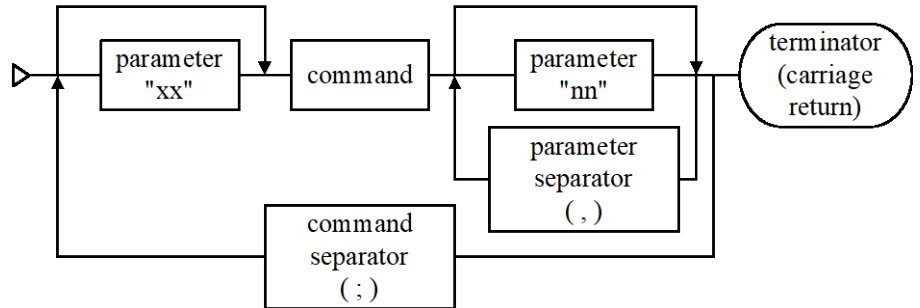 parameter
"xx"
command
parameter
"nn"
terminator
(carriage
return)
parameter
separator
( , )
command
separator
( ; )